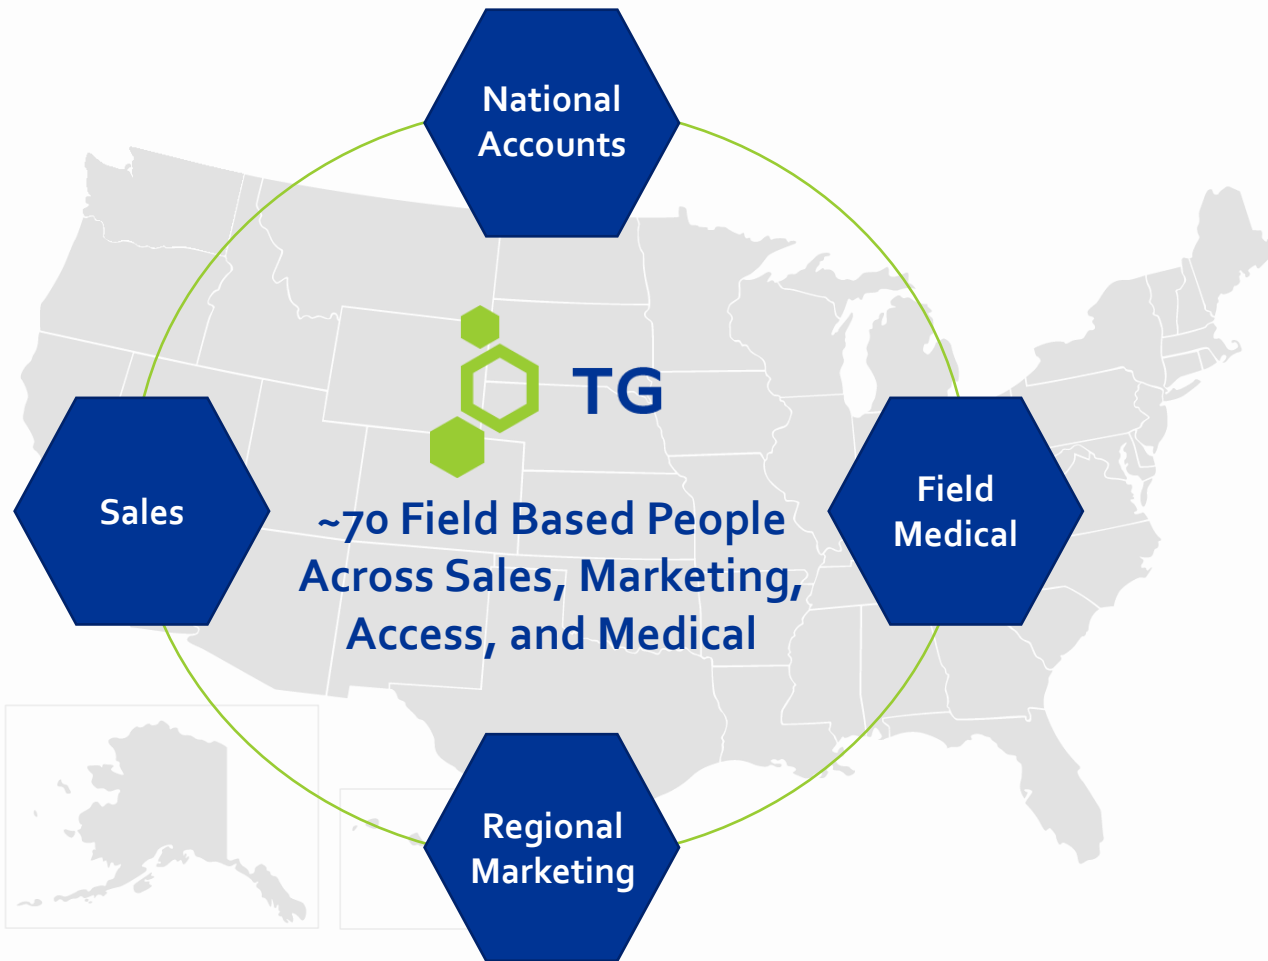 National
Accounts
TG
Sales
~70 Field Based People
Across Sales, Marketing,
Access, and Medical
Field
Medical
Regional
Marketing